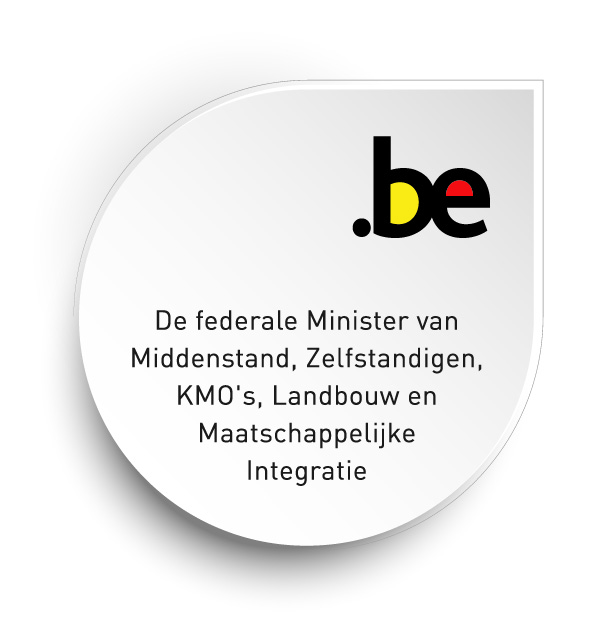 .be
De federale Minister van
Middenstand, Zelfstandigen,
KMO's, Landbouw en
Maatschappelijke
Integratie